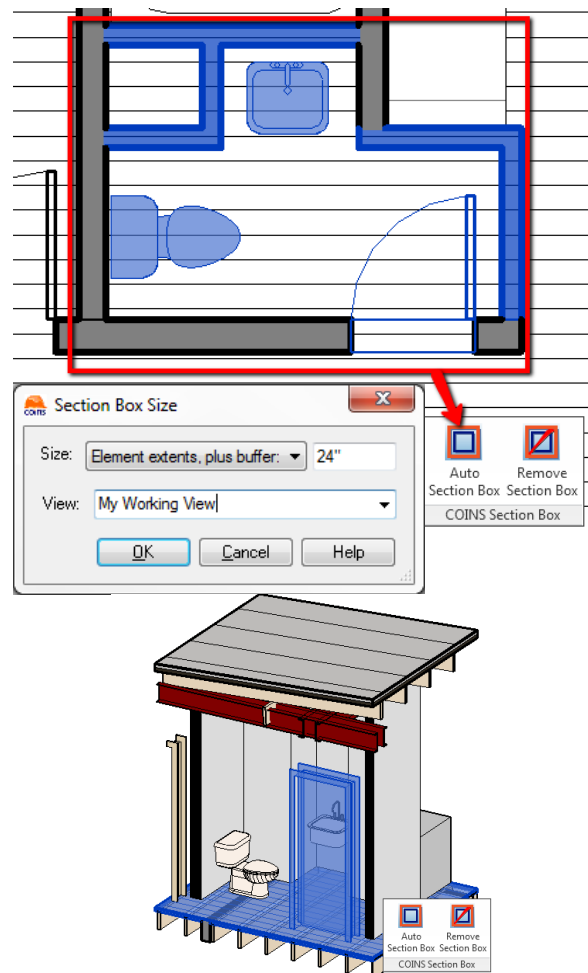 COINS
Section Box Size
Size: Element extents, plus buffer: 24"
View: My Working View
OK Cancel Help
Auto Remove
Section Box Section Box
COINS Section Box
Auto Remove
Section Box Section Box
COINS Section Box